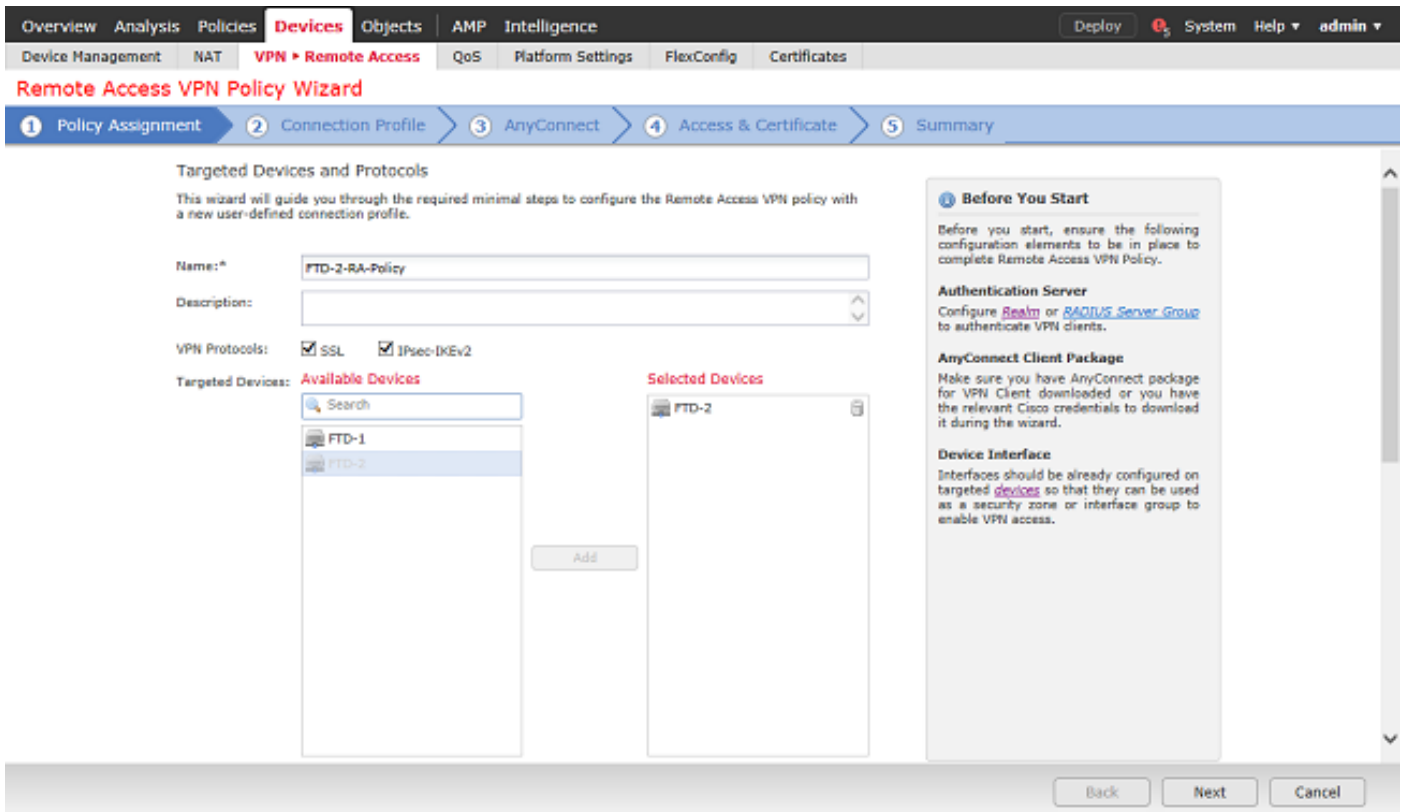 Overview Analysis Policies Devices Objects AMP Intelligence Deploy System Help ▾ admin ▾
Device Management NAT VPN ▸ Remote Access QoS Platform Settings FlexConfig Certificates
Remote Access VPN Policy Wizard
1 Policy Assignment 2 Connection Profile 3 AnyConnect 4 Access & Certificate 5 Summary
Targeted Devices and Protocols
This wizard will guide you through the required minimal steps to configure the Remote Access VPN policy with
a new user-defined connection profile.
Name:* FTD-2-RA-Policy
Description:
VPN Protocols: SSL IPsec-IKEv2
Targeted Devices: Available Devices
Search
FTD-1
FTD-2
Add
Selected Devices
FTD-2
Before You Start
Before you start, ensure the following
configuration elements to be in place to
complete Remote Access VPN Policy.
Authentication Server
Configure Realm or RADIUS Server Group
to authenticate VPN clients.
AnyConnect Client Package
Make sure you have AnyConnect package
for VPN Client downloaded or you have
the relevant Cisco credentials to download
it during the wizard.
Device Interface
Interfaces should be already configured on
targeted devices so that they can be used
as a security zone or interface group to
enable VPN access.
Back Next Cancel